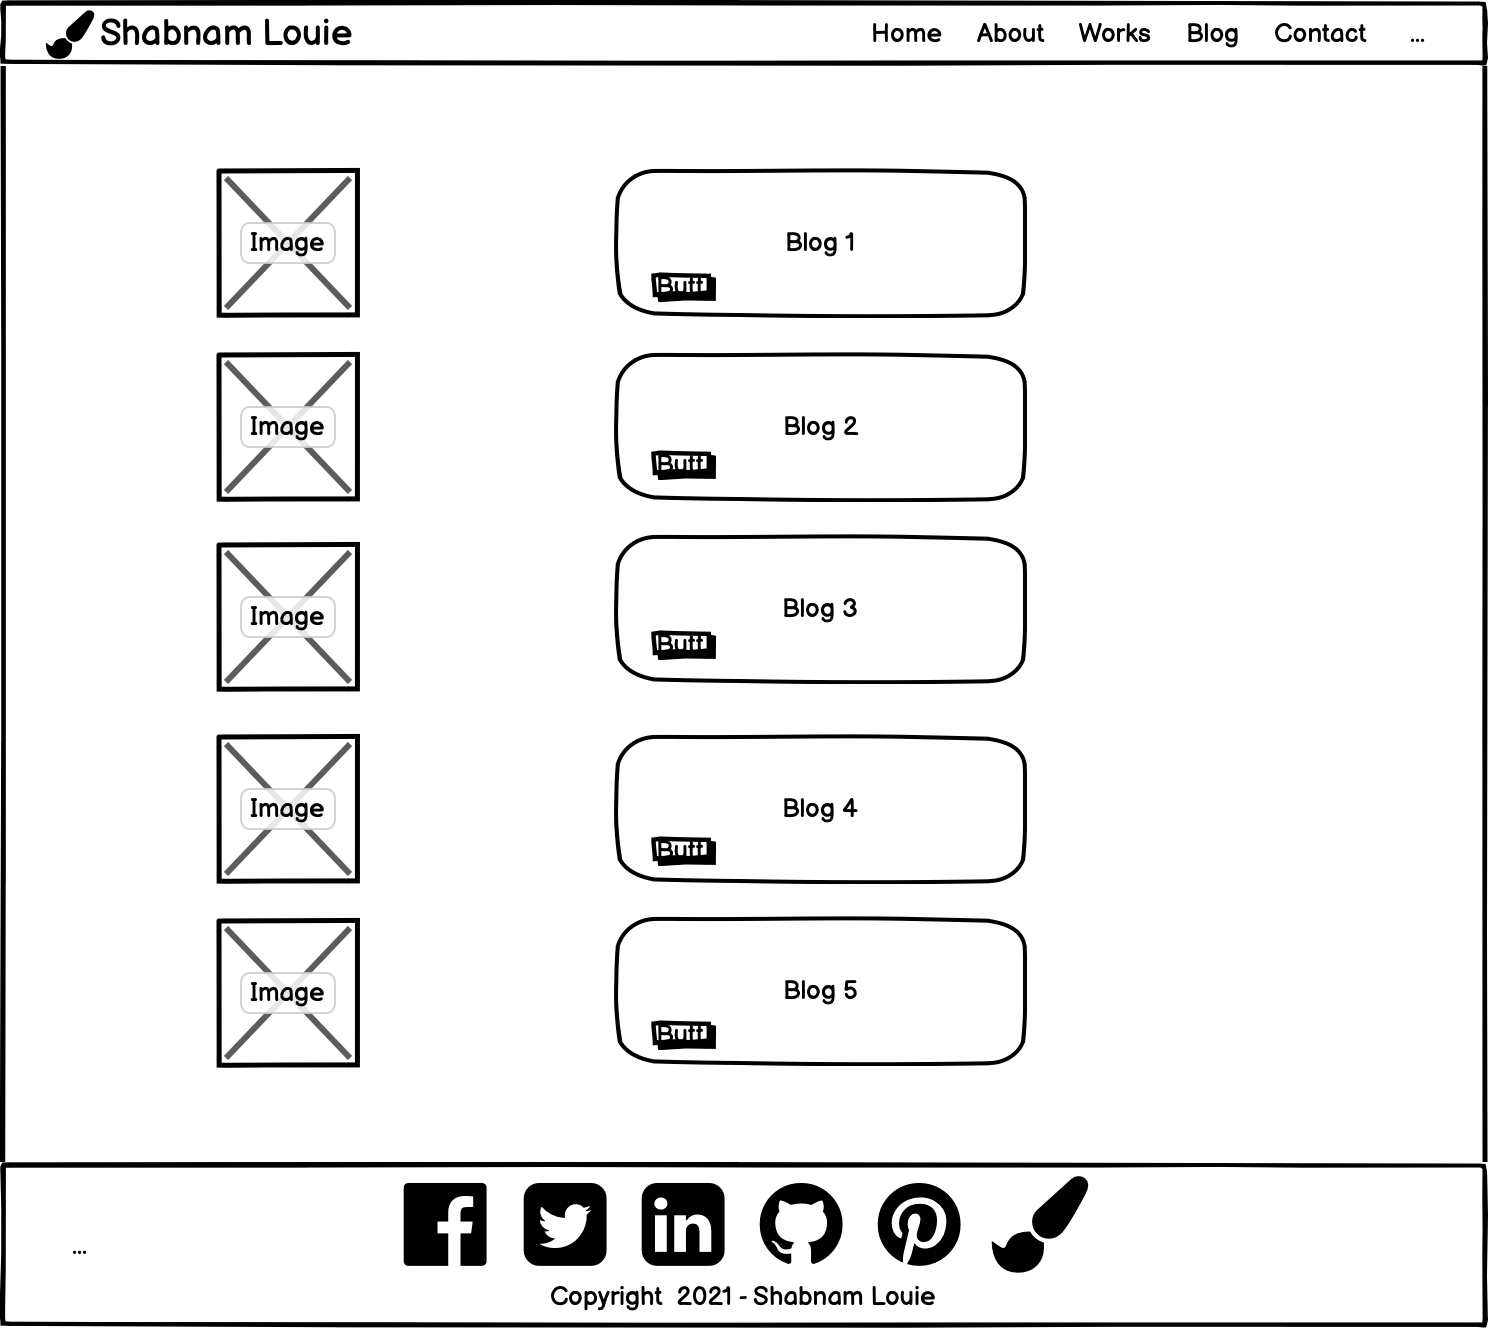 Shabnam Louie
Home About Works Blog Contact ...
Image
Blog 1
Butt
Image
Blog 2
Butt
Image
Blog 3
Butt
Image
Blog 4
Butt
Image
Blog 5
Butt
...
Copyright 2021 - Shabnam Louie